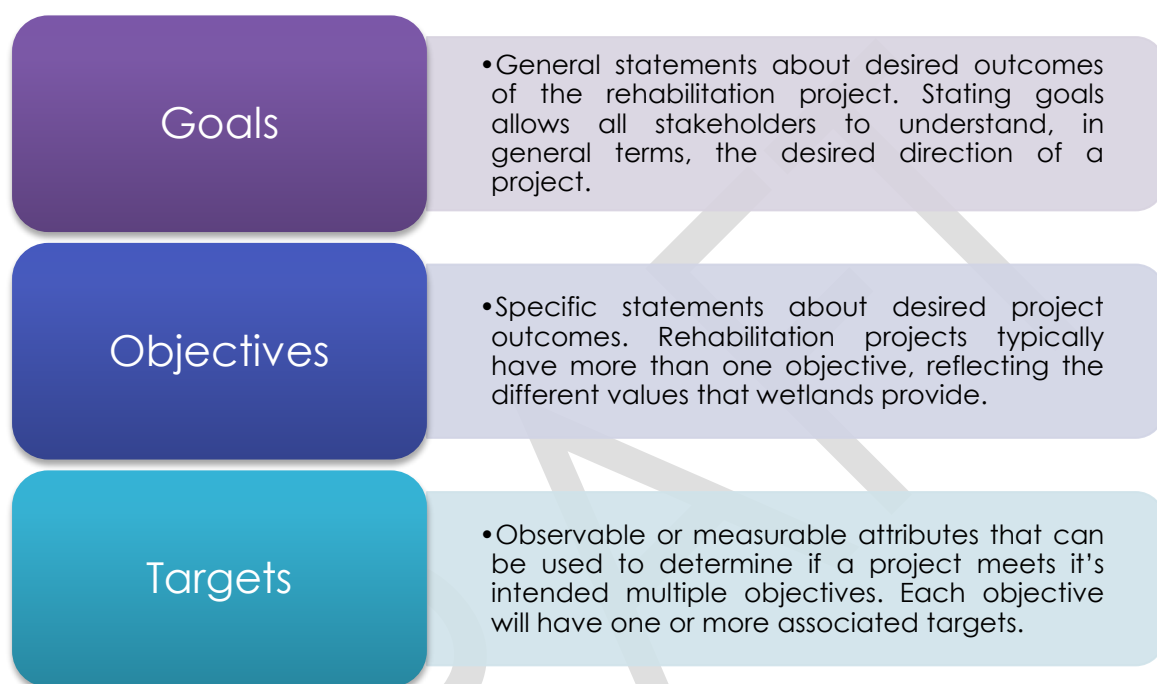 Goals
•General statements about desired outcomes
of the rehabilitation project. Stating goals
allows all stakeholders to understand, in
general terms, the desired direction of a
project.
Objectives
•Specific statements about desired project
outcomes. Rehabilitation projects typically
have more than one objective, reflecting the
different values that wetlands provide.
Targets
•Observable or measurable attributes that can
be used to determine if a project meets it’s
intended multiple objectives. Each objective
will have one or more associated targets.